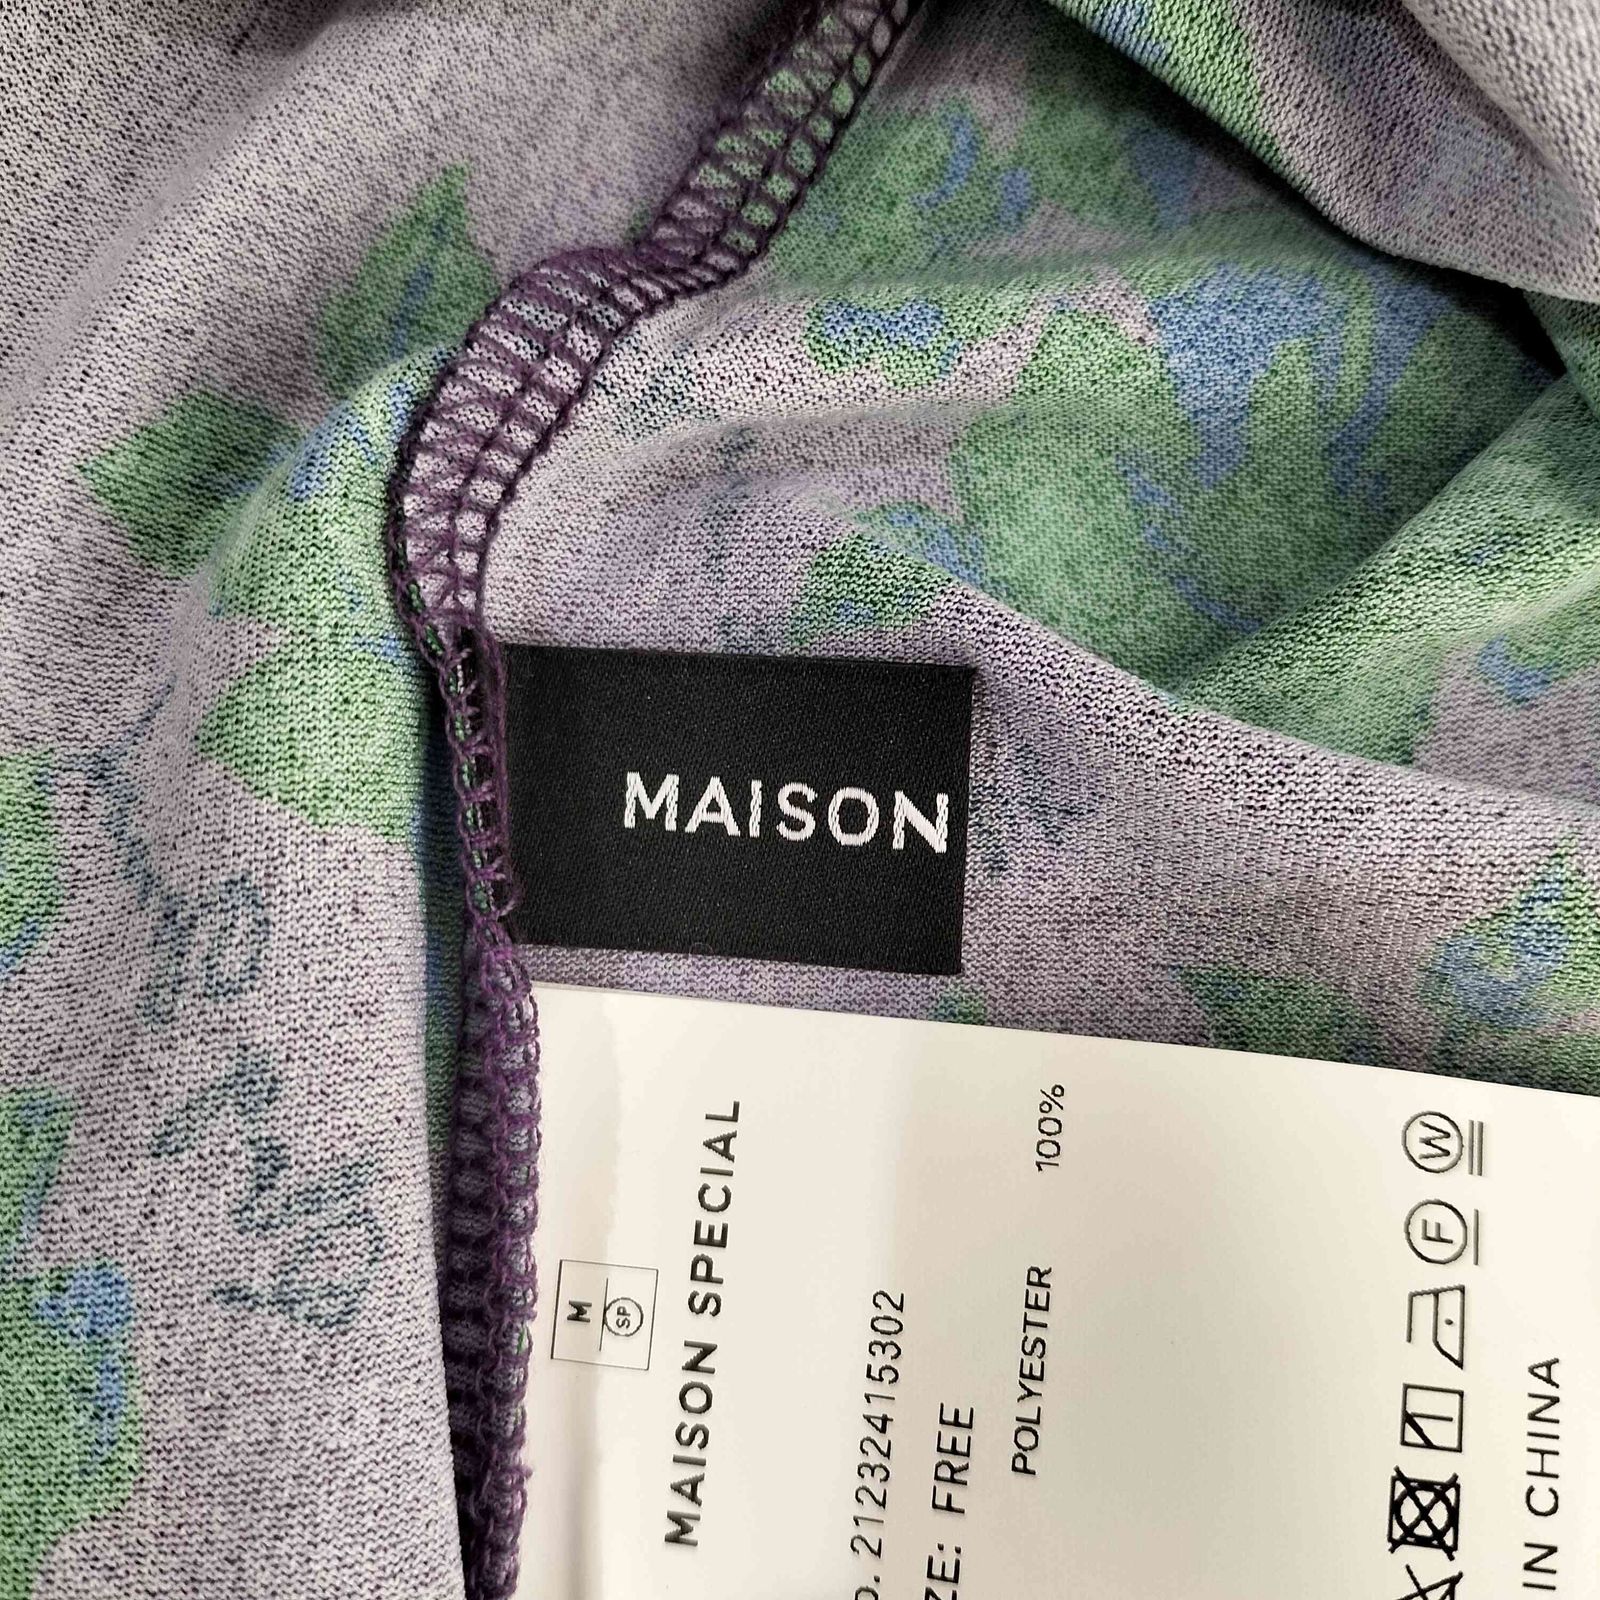 MAISON
M
SP
MAISON SPECIAL
O. 21232415302
ZE: FREE
POLYESTER 100%
W
F
IN CHINA